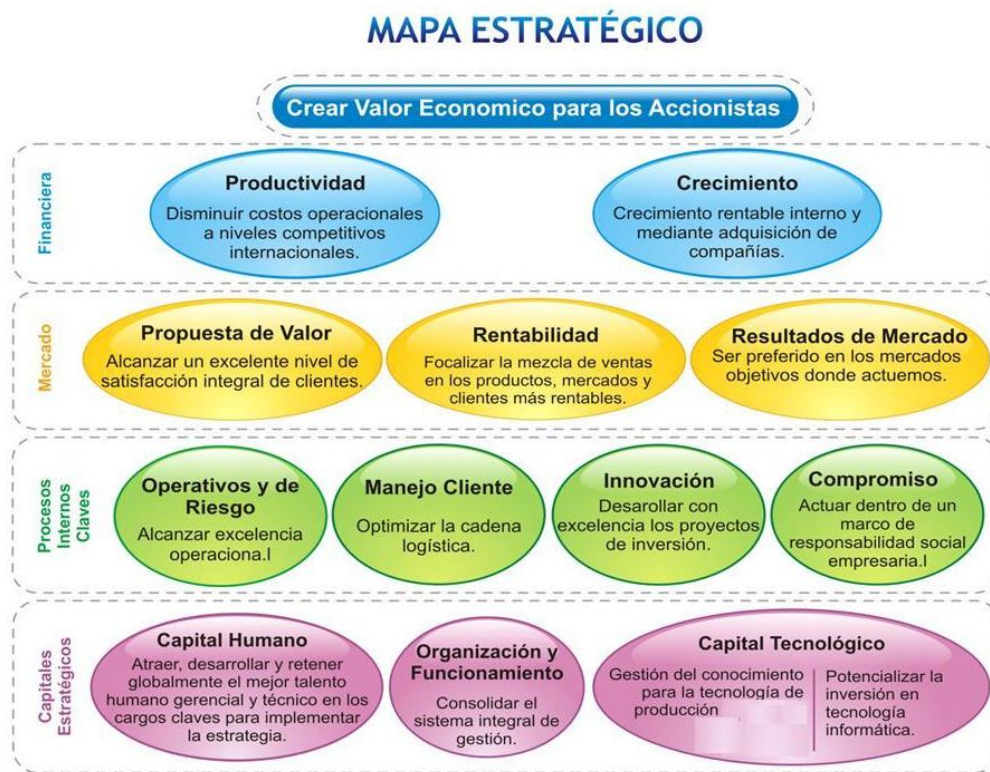 MAPA ESTRATÉGICO
Crear Valor Economico para los Accionistas
Financiera
Productividad
Disminuir costos operacionales
a niveles competitivos
internacionales.
Crecimiento
Crecimiento rentable interno y
mediante adquisición de
compañías.
Mercado
Propuesta de Valor
Alcanzar un excelente nivel de
satisfacción integral de clientes.
Rentabilidad
Focalizar la mezcla de ventas
en los productos, mercados y
clientes más rentables.
Resultados de Mercado
Ser preferido en los mercados
objetivos donde actuemos.
Procesos
Internos
Claves
Operativos y de
Riesgo
Alcanzar excelencia
operaciona.l
Manejo Cliente
Optimizar la cadena
logística.
Innovación
Desarollar con
excelencia los proyectos
de inversión.
Compromiso
Actuar dentro de un
marco de
responsabilidad social
empresaria.l
Capitales
Estratégicos
Capital Humano
Atraer, desarrollar y retener
globalmente el mejor talento
humano gerencial y técnico en los
cargos claves para implementar
la estrategia.
Organización y
Funcionamiento
Consolidar el
sistema integral de
gestión.
Capital Tecnológico
Gestión del conocimiento
para la tecnología de
producción
Potencializar la
inversión en
tecnología
informática.